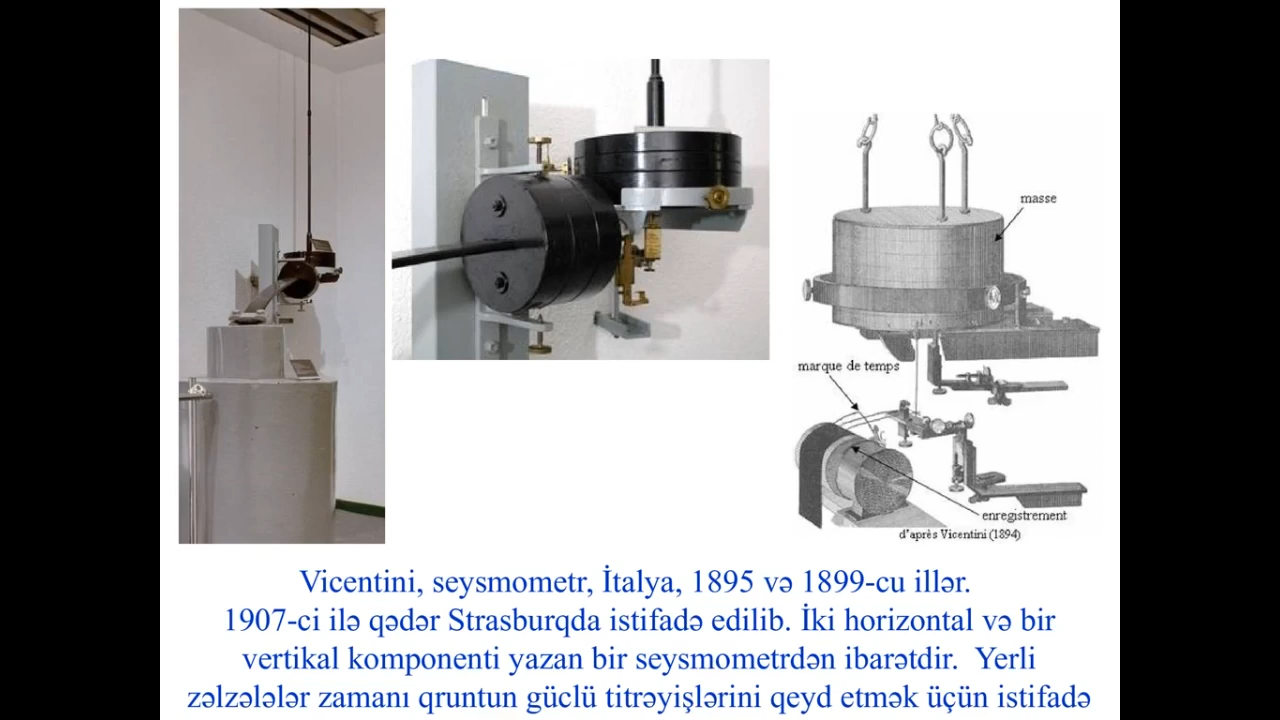 masse
marque de temps
enregistrement
d'après Vicentini (1894)
Vicentini, seysmometr, İtalya, 1895 və 1899-cu illər.
1907-ci ilə qədər Strasburqda istifadə edilib. İki horizontal və bir
vertikal komponenti yazan bir seysmometrdən ibarətdir. Yerli
zəlzələlər zamanı qruntun güclü titrəyişlərini qeyd etmək üçün istifadə